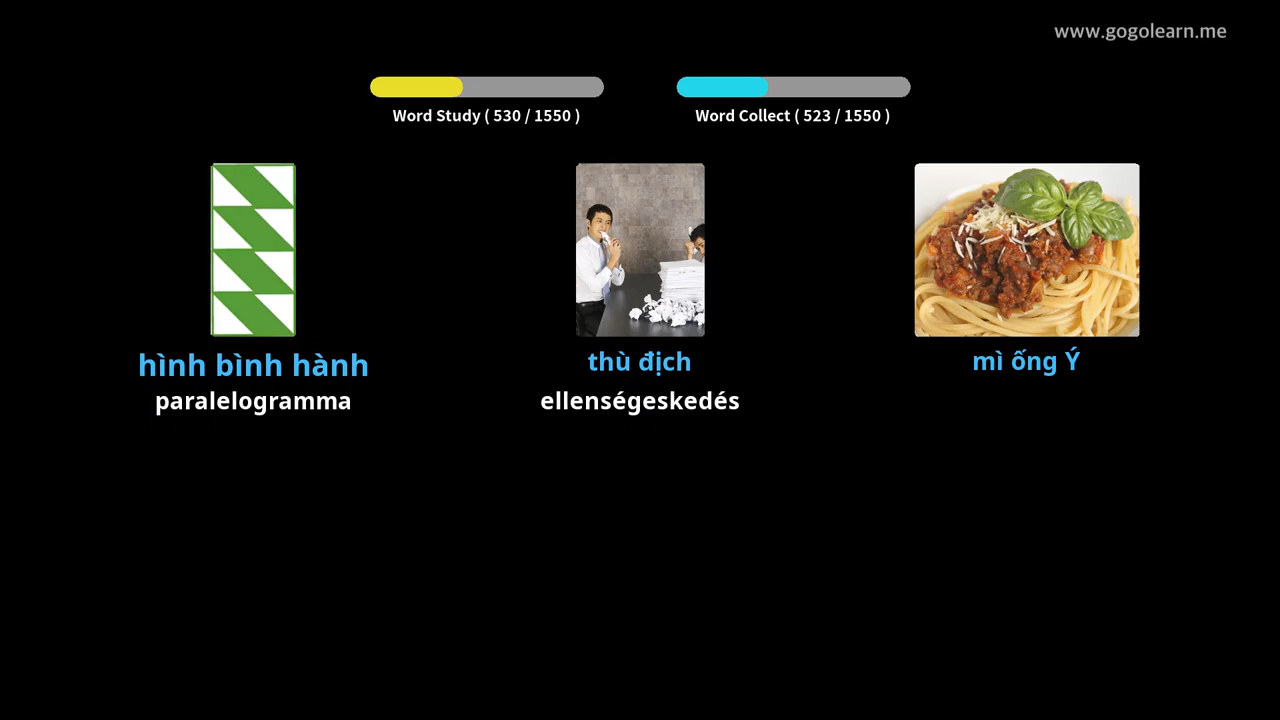 www.gogolearn.me
Word Study ( 530 / 1550 )
Word Collect ( 523 / 1550 )
hình bình hành
thù địch
mì ống Ý
paralelogramma
ellenségeskedés